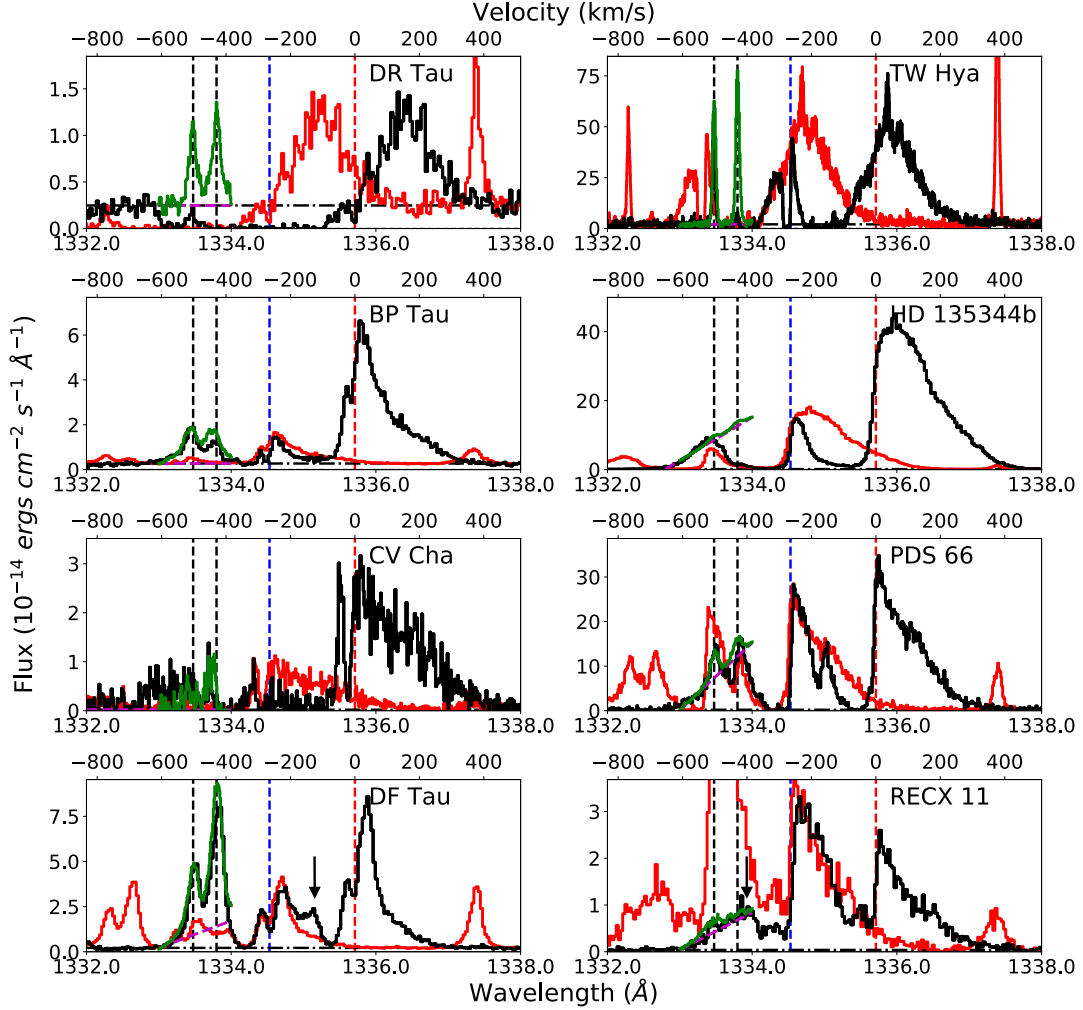 Velocity (km/s)
−800 −600 −400 −200 0 200 400
−800 −600 −400 −200 0 200 400
DR Tau
TW Hya
1.5
1.0
0.5
0.0
75
50
25
0
1332.0 1334.0 1336.0 1338.0
1332.0 1334.0 1336.0 1338.0
−800 −600 −400 −200 0 200 400
−800 −600 −400 −200 0 200 400
BP Tau
HD 135344b
6
4
2
0
40
20
0
1332.0 1334.0 1336.0 1338.0
1332.0 1334.0 1336.0 1338.0
Flux (10−14 ergs cm−2 s−1 Å−1)
−800 −600 −400 −200 0 200 400
−800 −600 −400 −200 0 200 400
CV Cha
PDS 66
3
2
1
0
30
20
10
0
1332.0 1334.0 1336.0 1338.0
1332.0 1334.0 1336.0 1338.0
−800 −600 −400 −200 0 200 400
−800 −600 −400 −200 0 200 400
DF Tau
RECX 11
7.5
5.0
2.5
0.0
3
2
1
0
1332.0 1334.0 1336.0 1338.0
1332.0 1334.0 1336.0 1338.0
Wavelength (Å)